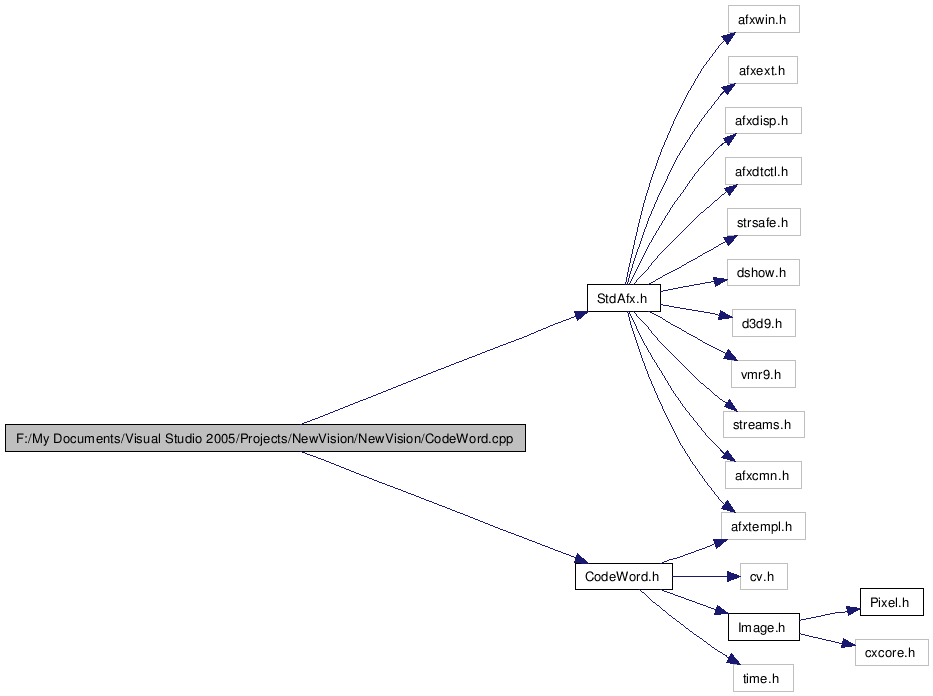 afxwin.h
afxext.h
afxdisp.h
afxdtctl.h
strsafe.h
dshow.h
StdAfx.h
d3d9.h
vmr9.h
streams.h
F:/My Documents/Visual Studio 2005/Projects/NewVision/NewVision/CodeWord.cpp
afxcmn.h
afxtempl.h
CodeWord.h
cv.h
Pixel.h
Image.h
cxcore.h
time.h